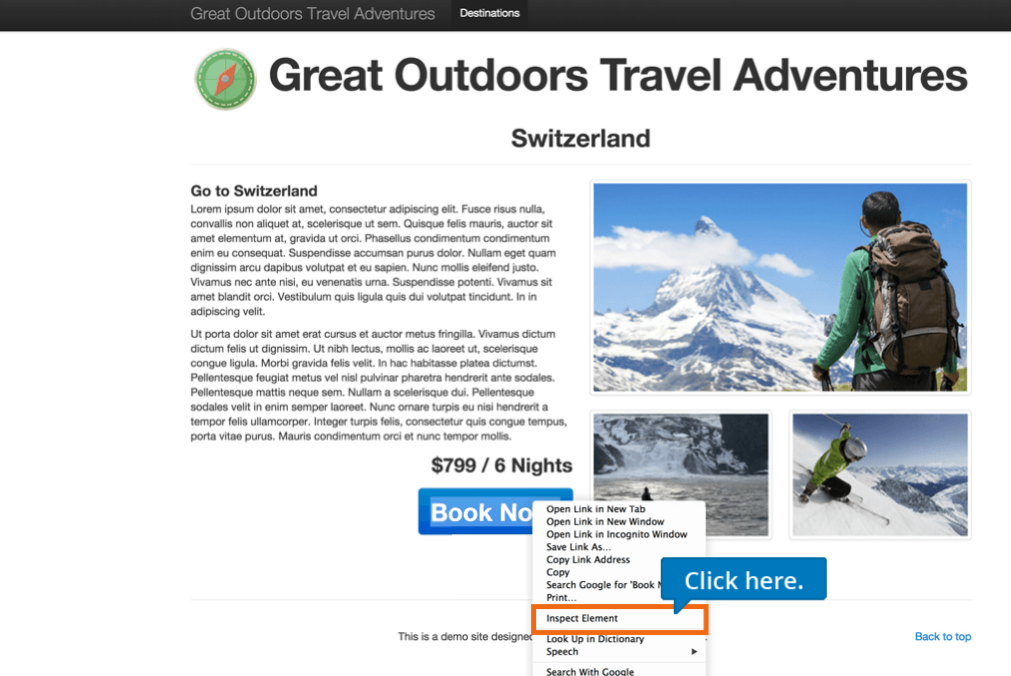 Great Outdoors Travel Adventures Destinations
Great Outdoors Travel Adventures
Switzerland
Go to Switzerland
Lorem ipsum dolor sit amet, consectetur adipiscing elit. Fusce risus nulla,
convallis non aliquet at, scelerisque ut sem. Quisque felis mauris, auctor sit
amet elementum at, gravida ut orci. Phasellus condimentum condimentum
enim eu consequat. Suspendisse accumsan purus dolor. Nullam eget quam
dignissim arcu dapibus volutpat et eu sapien. Nunc mollis eleifend justo.
Vivamus nec ante nisi, eu venenatis urna. Suspendisse potenti. Vivamus sit
amet blandit orci. Vestibulum quis ligula quis dui volutpat tincidunt. In in
adipiscing velit.
Ut porta dolor sit amet erat cursus et auctor metus fringilla. Vivamus dictum
dictum felis ut dignissim. Ut nibh lectus, mollis ac laoreet ut, scelerisque
congue ligula. Morbi gravida felis velit. In hac habitasse platea dictumst.
Pellentesque feugiat metus vel nisl pulvinar pharetra hendrerit ante sodales.
Pellentesque mattis neque sem. Nullam a scelerisque dui. Pellentesque
sodales velit in enim semper laoreet. Nunc ornare turpis eu nisi hendrerit a
tempor felis ullamcorper. Integer turpis felis, consectetur quis congue tempus,
porta vitae purus. Mauris condimentum orci et nunc tempor mollis.
$799 / 6 Nights
Book No
Open Link in New Tab
Open Link in New Window
Open Link in Incognito Window
Save Link As...
Copy Link Address
Copy
Search Google for 'Book
Print...
Click here.
Inspect Element
Look Up in Dictionary
Speech
Search With Google
This is a demo site designed
Back to top